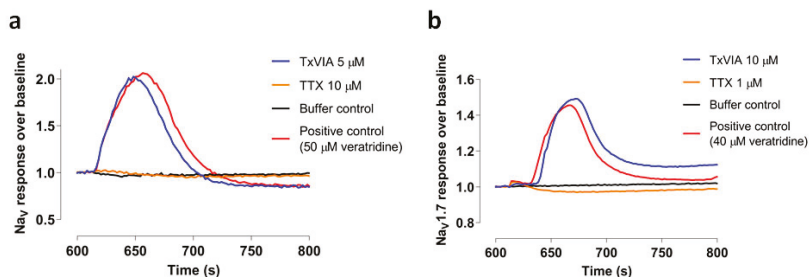 a
Na_V response over baseline
2.0
1.5
1.0
0.5
600
650
700
750
800
Time (s)
TxVIA 5 μM
TTX 10 μM
Buffer control
Positive control
(50 μM veratridine)
b
Na_V1.7 response over baseline
1.6
1.4
1.2
1.0
0.8
600
650
700
750
800
Time (s)
TxVIA 10 μM
TTX 1 μM
Buffer control
Positive control
(40 μM veratridine)